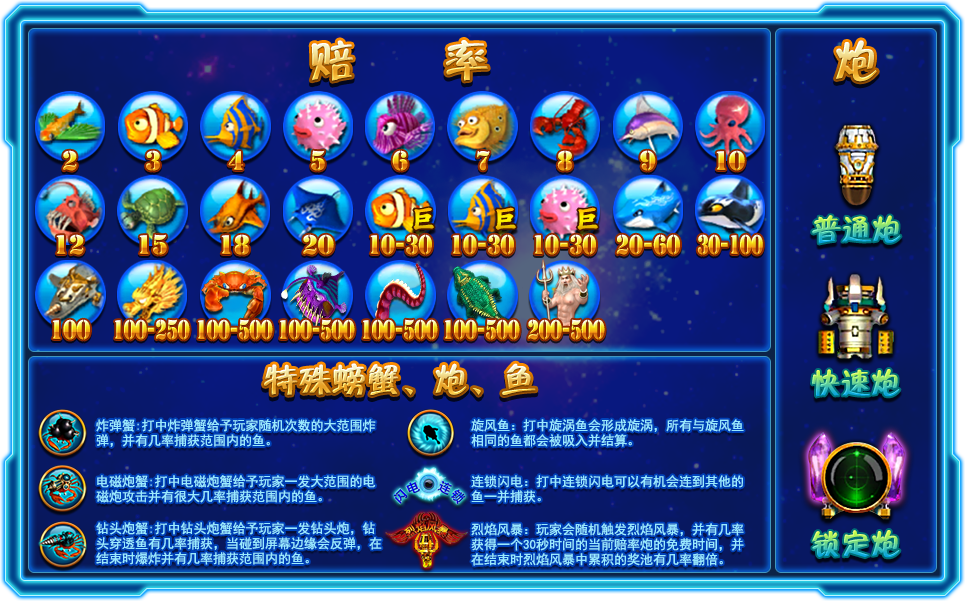 赔 率
炮
2 3 4 5 6 7 8 9 10
巨 巨 巨
12 15 18 20 10-30 10-30 10-30 20-60 30-100
100 100-250 100-500 100-500 100-500 100-500 200-500
普通炮
快速炮
锁定炮
特殊螃蟹、炮、鱼
炸弹蟹:打中炸弹蟹给予玩家随机次数的大范围炸
弹，并有几率捕获范围内的鱼。
电磁炮蟹:打中电磁炮蟹给予玩家一发大范围的电
磁炮攻击并有很大几率捕获范围内的鱼。
钻头炮蟹:打中钻头炮蟹给予玩家一发钻头炮，钻
头穿透鱼有几率捕获，当碰到屏幕边缘会反弹，在
结束时爆炸并有几率捕获范围内的鱼。
旋风鱼：打中旋涡鱼会形成旋涡，所有与旋风鱼
相同的鱼都会被吸入并结算。
闪电连锁
连锁闪电：打中连锁闪电可以有机会连到其他的
鱼一并捕获。
烈焰风暴
烈焰风暴：玩家会随机触发烈焰风暴，并有几率
获得一个30秒时间的当前赔率炮的免费时间，并
在结束时烈焰风暴中累积的奖池有几率翻倍。